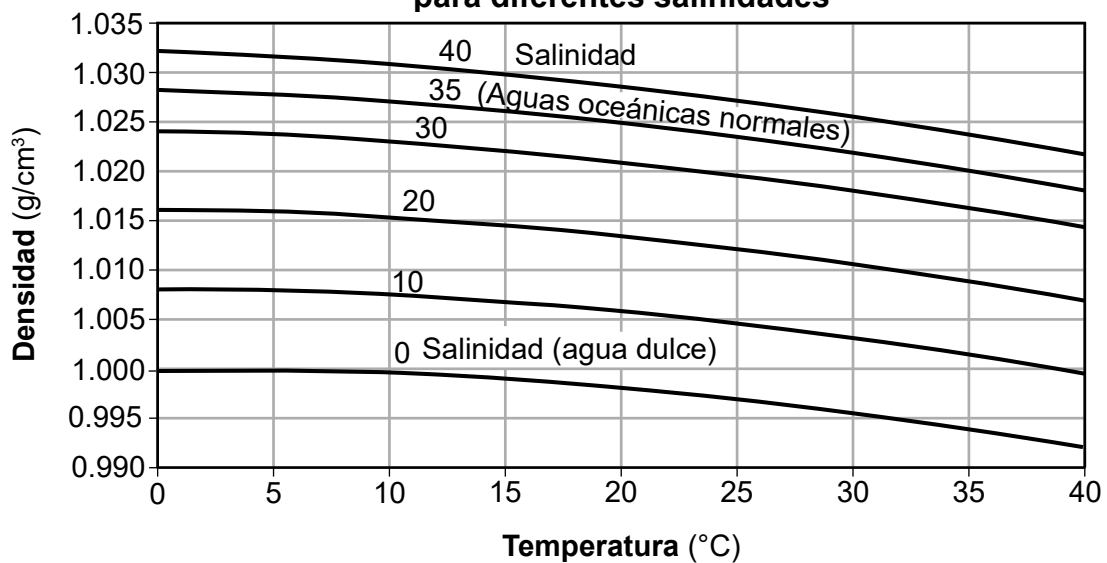 para diferentes salinidades
1.035
1.030
1.025
1.020
1.015
1.010
1.005
1.000
0.995
0.990
40 Salinidad
35 (Aguas oceánicas normales)
30
20
10
0 Salinidad (agua dulce)
Densidad (g/cm³)
0 5 10 15 20 25 30 35 40
Temperatura (°C)